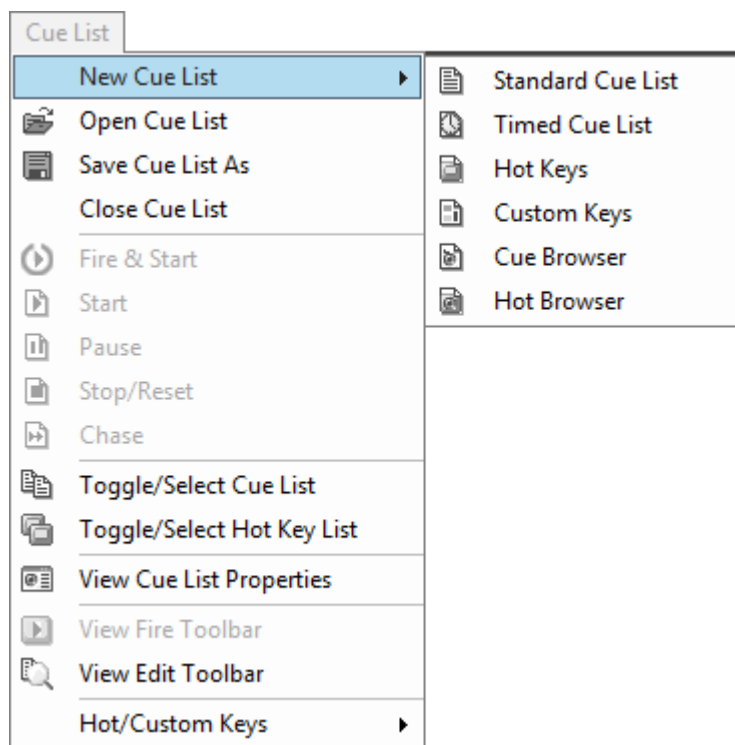 Cue List
New Cue List
Open Cue List
Save Cue List As
Close Cue List
Fire & Start
Start
Pause
Stop/Reset
Chase
Toggle/Select Cue List
Toggle/Select Hot Key List
View Cue List Properties
View Fire Toolbar
View Edit Toolbar
Hot/Custom Keys
Standard Cue List
Timed Cue List
Hot Keys
Custom Keys
Cue Browser
Hot Browser